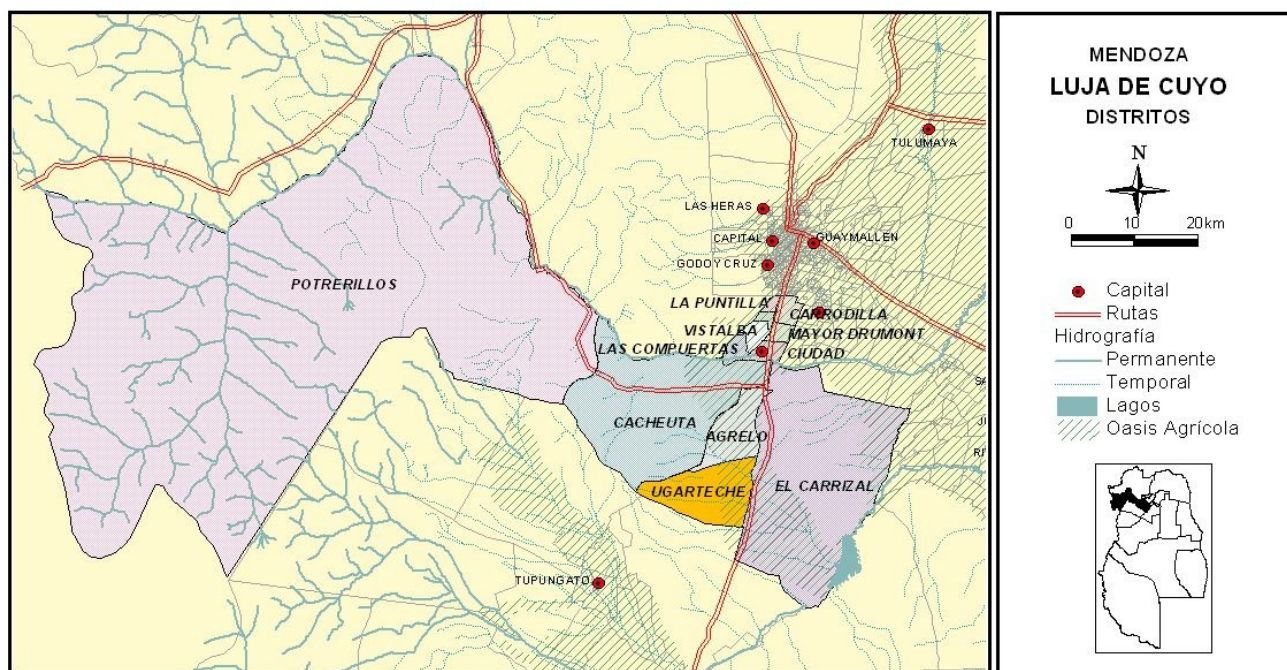 TULUMAYA
LAS HERAS
CAPITAL
GUAYMALLEN
GODOY CRUZ
POTRERILLOS
LA PUNTILLA
CARRODILLA
VISTALBA
MAYOR DRUMONT
LAS COMPUERTAS
CIUDAD
CACHEUTA
AGRELO
UGARTECHE
EL CARRIZAL
TUPUNGATO
MENDOZA
LUJA DE CUYO
DISTRITOS
N
0 10 20km
Capital
Rutas
Hidrografía
Permanente
Temporal
Lagos
Oasis Agrícola